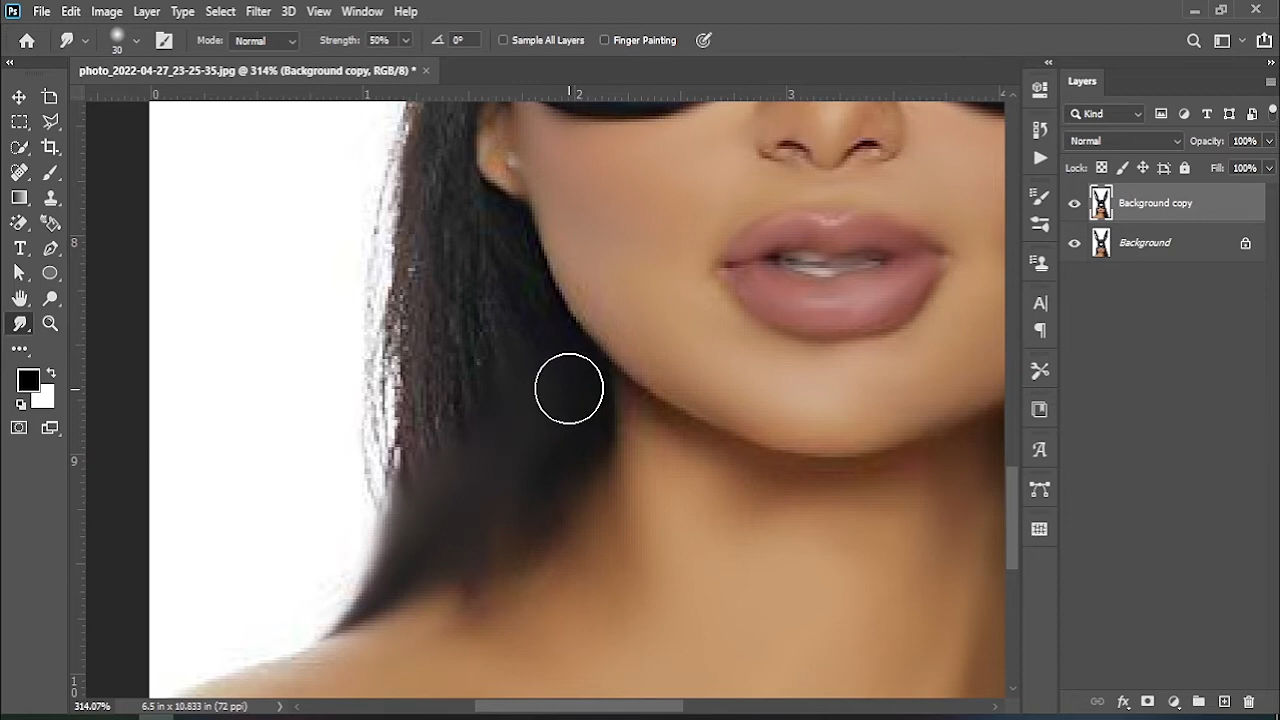 Ps File Edit Image Layer Type Select Filter 3D View Window Help
30 Mode: Normal Strength: 50% 0° Sample All Layers Finger Painting
photo_2022-04-27_23-25-35.jpg @ 314% (Background copy, RGB/8) * ×
Layers
0 1 2 3 4
Kind
Normal Opacity: 100%
Lock: Fill: 100%
Background copy
Background
8
9
10
314.07% 6.5 in x 10.833 in (72 ppi)